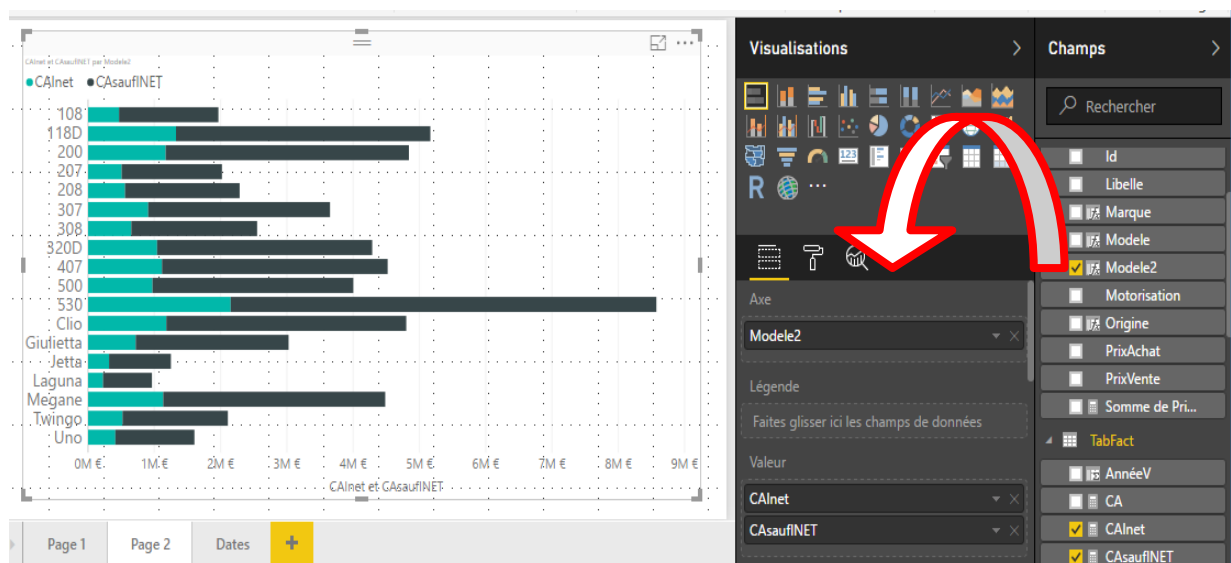 CAInet et CAsaufINET par Modele2
CAInet CAsaufINET
108
118D
200
207
208
307
308
320D
407
500
530
Clio
Giulietta
Jetta
Laguna
Megane
Twingo
Uno
0M € 1M € 2M € 3M € 4M € 5M € 6M € 7M € 8M € 9M €
CAInet et CAsaufINET
Page 1 Page 2 Dates +
Visualisations
123
R
Axe
Modele2
Légende
Faites glisser ici les champs de données
Valeur
CAInet
CAsaufINET
Champs
Rechercher
Id
Libelle
Marque
Modele
Modele2
Motorisation
Origine
PrixAchat
PrixVente
Somme de Pri...
TabFact
AnnéeV
CA
CAInet
CAsaufINET